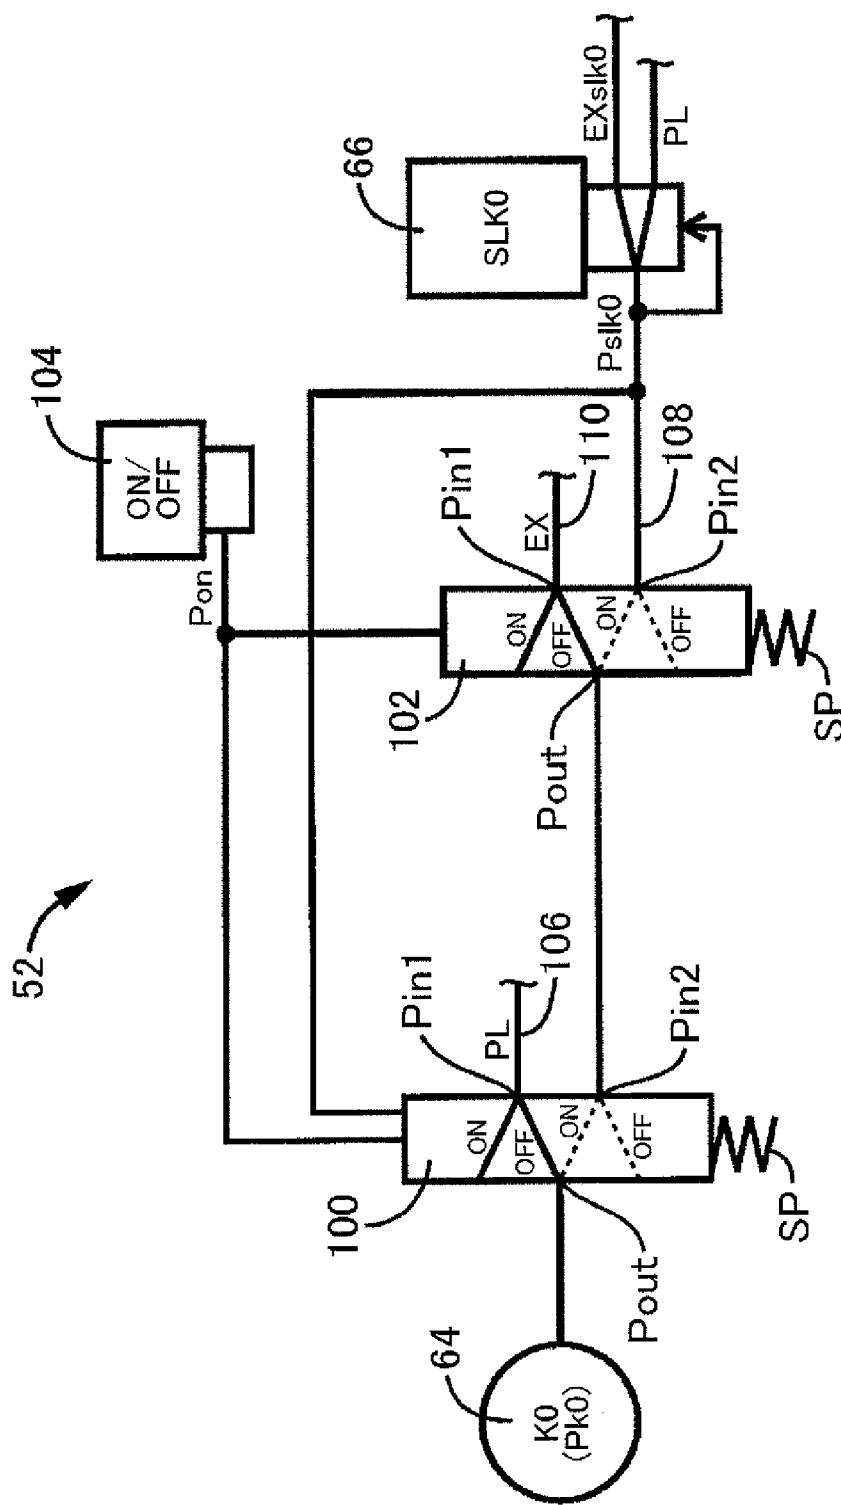 52
104
ON/
OFF
Pon
66
SLK0
EXslk0
PL
Pslk0
100
ON
OFF
ON
OFF
Pin1
PL
106
Pin2
Pout
SP
102
ON
OFF
ON
OFF
Pin1
EX
110
108
Pin2
Pout
SP
64
K0
(Pk0)